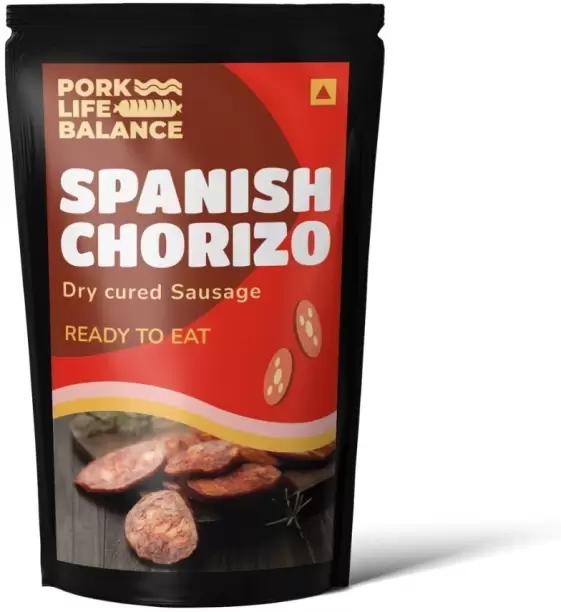 PORK
LIFE
BALANCE
SPANISH
CHORIZO
Dry cured Sausage
READY TO EAT